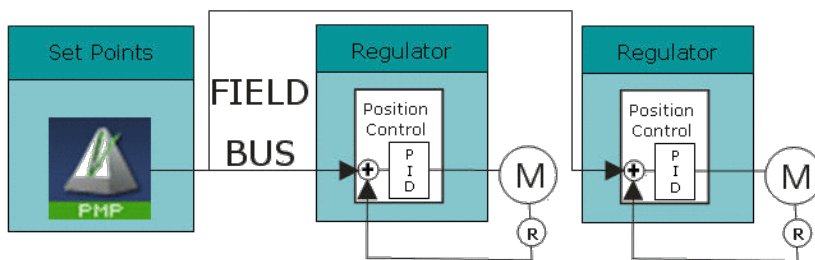 Set Points
PMP
FIELD
BUS
Regulator
Position
Control
+
P
I
D
M
R
Regulator
Position
Control
+
P
I
D
M
R